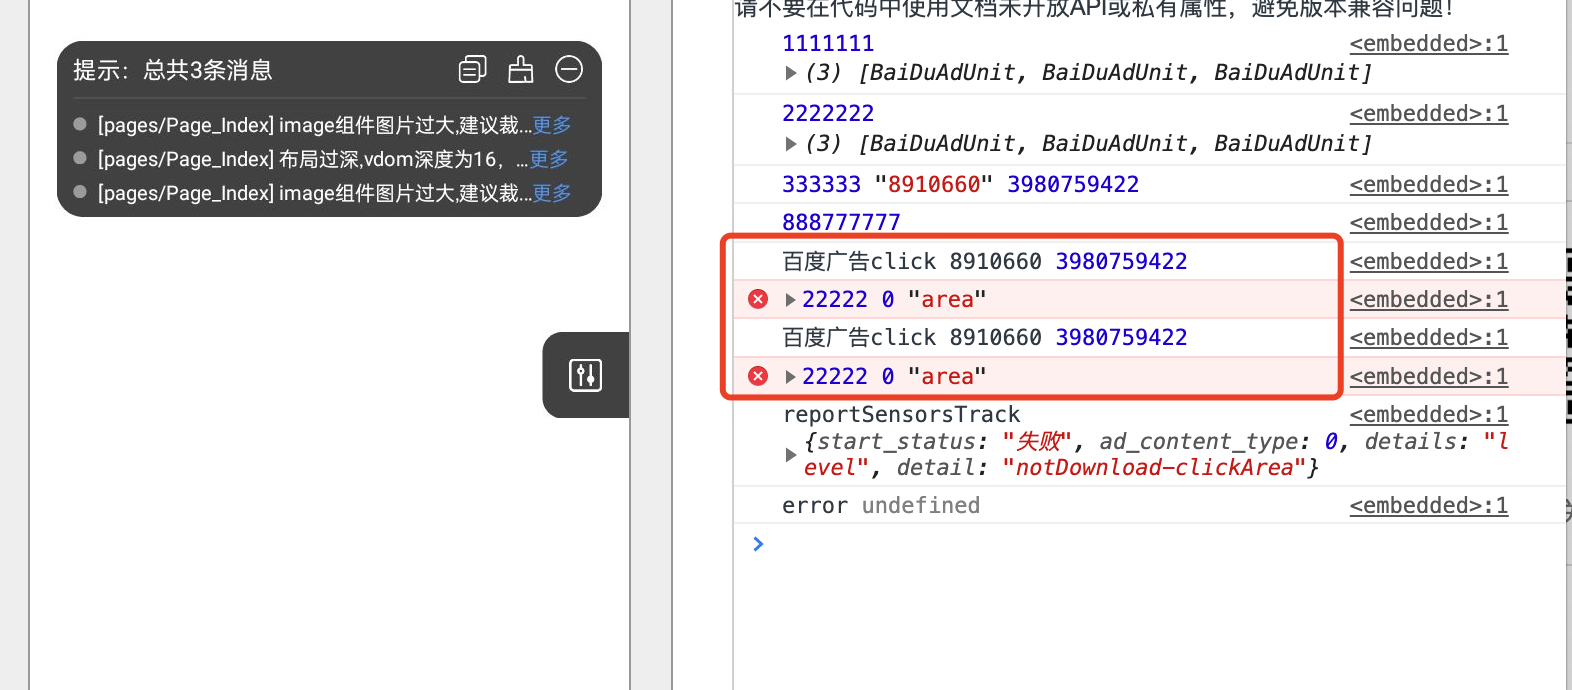 提示：总共3条消息
[pages/Page_Index] image组件图片过大,建议裁...更多
[pages/Page_Index] 布局过深,vdom深度为16，...更多
[pages/Page_Index] image组件图片过大,建议裁...更多
请不要在代码中使用文档未开放API或私有属性，避免版本兼容问题！
1111111 <embedded>:1
(3) [BaiDuAdUnit, BaiDuAdUnit, BaiDuAdUnit]
2222222 <embedded>:1
(3) [BaiDuAdUnit, BaiDuAdUnit, BaiDuAdUnit]
333333 "8910660" 3980759422 <embedded>:1
888777777 <embedded>:1
百度广告click 8910660 3980759422 <embedded>:1
22222 0 "area" <embedded>:1
百度广告click 8910660 3980759422 <embedded>:1
22222 0 "area" <embedded>:1
reportSensorsTrack <embedded>:1
{start_status: "失败", ad_content_type: 0, details: "l
evel", detail: "notDownload-clickArea"}
error undefined <embedded>:1